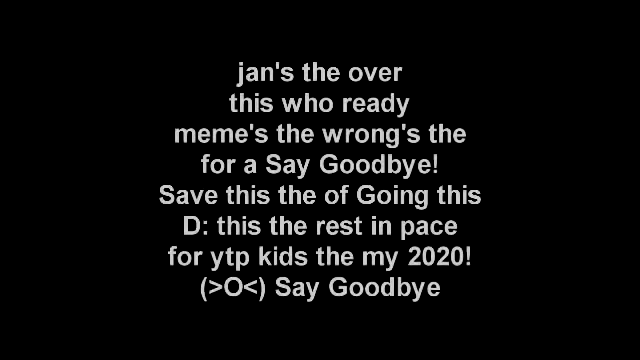 jan's the over
this who ready
meme's the wrong's the
for a Say Goodbye!
Save this the of Going this
D: this the rest in pace
for ytp kids the my 2020!
(>O<) Say Goodbye